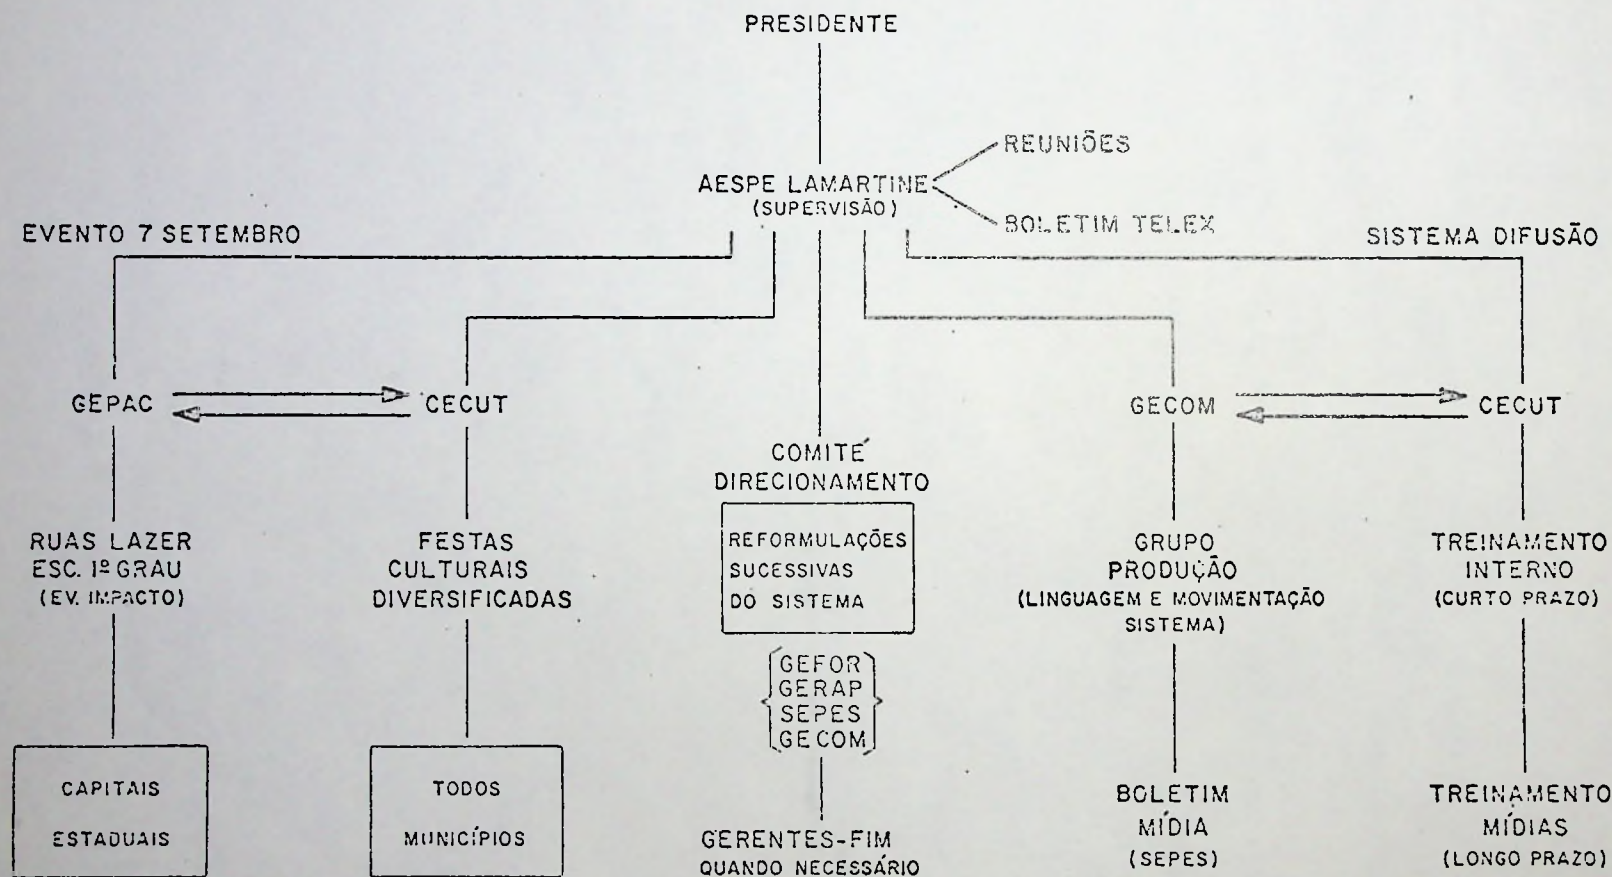 PRESIDENTE
REUNIÕES
AESPE LAMARTINE
(SUPERVISÃO)
BOLETIM TELEX
EVENTO 7 SETEMBRO
SISTEMA DIFUSÃO
GEPAC
CECUT
GECOM
CECUT
COMITÉ
DIRECIONAMENTO
REFORMULAÇÕES
SUCESSIVAS
DO SISTEMA
RUAS LAZER
ESC. 1º GRAU
(EV. IMPACTO)
FESTAS
CULTURAIS
DIVERSIFICADAS
GRUPO
PRODUÇÃO
(LINGUAGEM E MOVIMENTAÇÃO
SISTEMA)
TREINAMENTO
INTERNO
(CURTO PRAZO)
GEFOR
GERAP
SEPES
GECOM
CAPITAIS
ESTADUAIS
TODOS
MUNICÍPIOS
GERENTES-FIM
QUANDO NECESSÁRIO
BOLETIM
MÍDIA
(SEPES)
TREINAMENTO
MÍDIAS
(LONGO PRAZO)